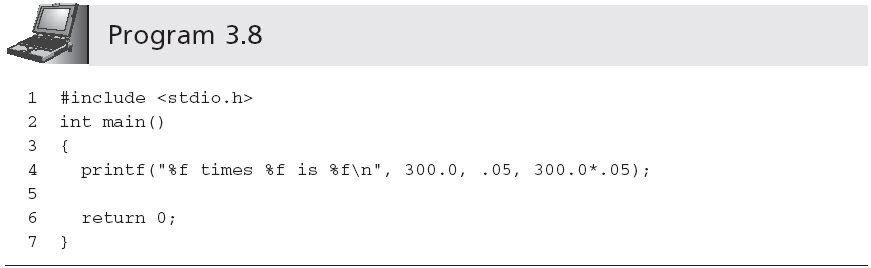 Program 3.8
1 #include <stdio.h>
2 int main()
3 {
4   printf("%f times %f is %f\n", 300.0, .05, 300.0*.05);
5
6   return 0;
7 }